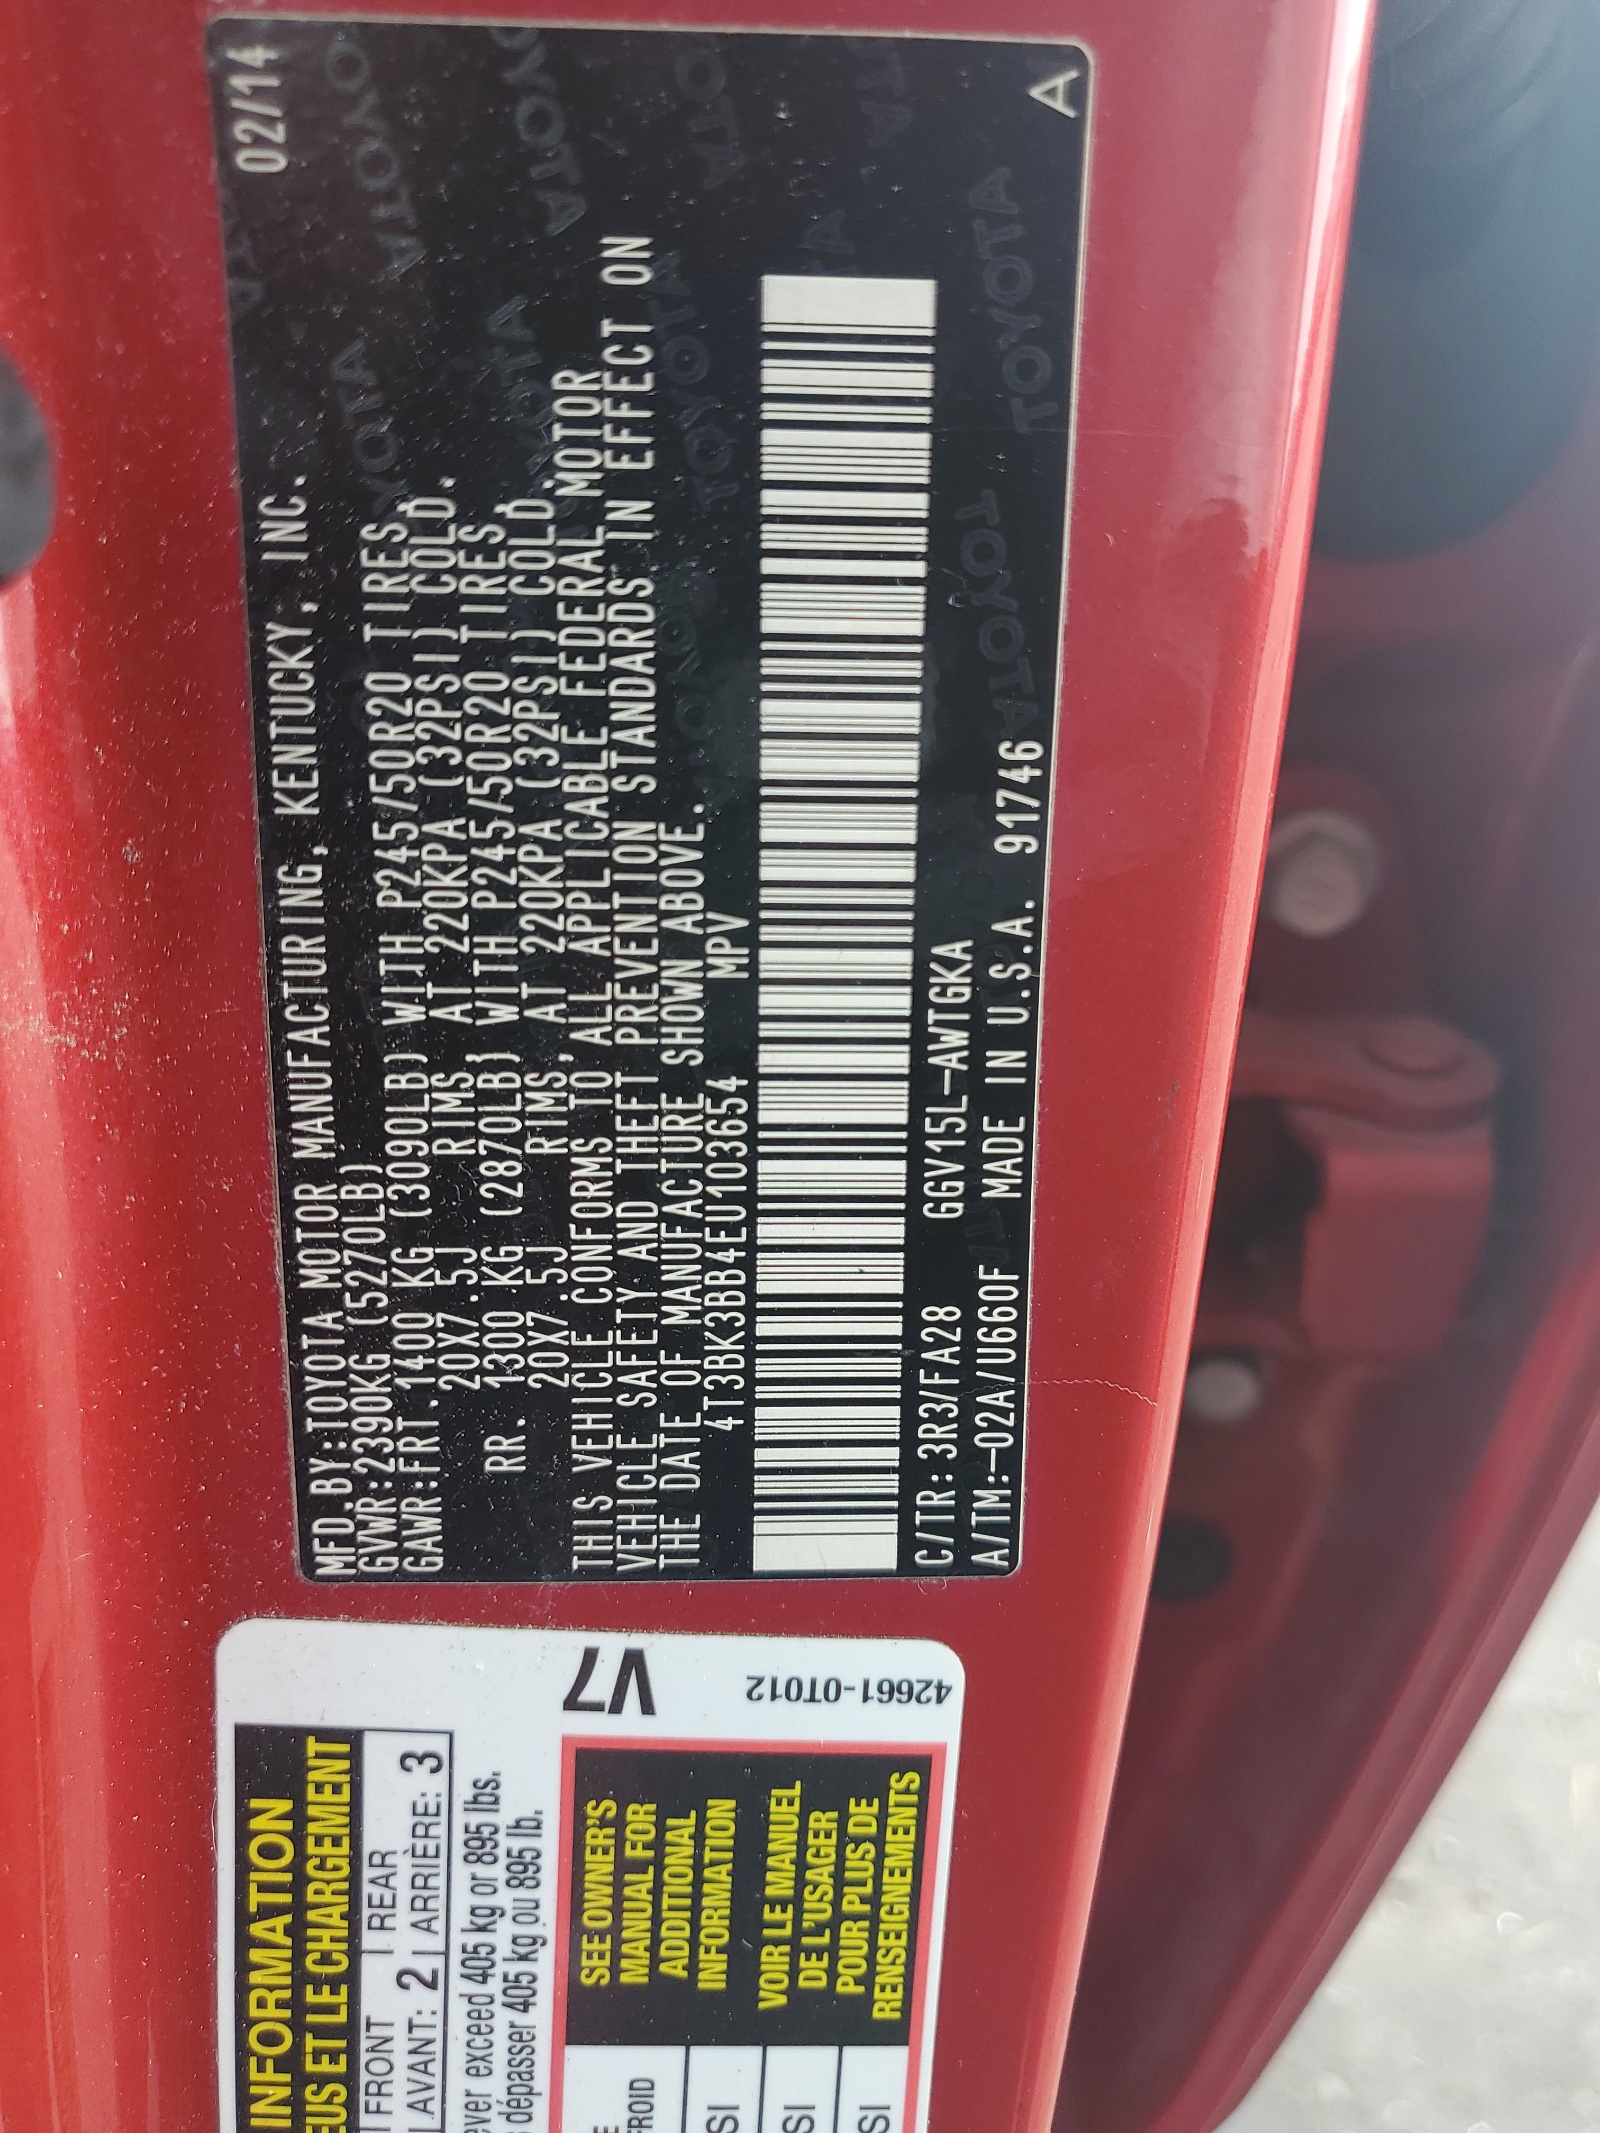 02/14
MFD.BY:TOYOTA MOTOR MANUFACTURING, KENTUCKY, INC.
GVWR:2390KG (5270LB)
GAWR:FRT.1400 KG (3090LB) WITH P245/50R20 TIRES,
20X7.5J RIMS, AT 220KPA (32PSI) COLD.
RR. 1300 KG (2870LB) WITH P245/50R20 TIRES,
20X7.5J RIMS, AT 220KPA (32PSI) COLD.
THIS VEHICLE CONFORMS TO ALL APPLICABLE FEDERAL MOTOR
VEHICLE SAFETY AND THEFT PREVENTION STANDARDS IN EFFECT ON
THE DATE OF MANUFACTURE SHOWN ABOVE.
4T3BK3BB4EU103654 MPV
C/TR:3R3/FA28 GGV15L-AWTGKA
A/TM:-02A/U660F MADE IN U.S.A. 91746
A
INFORMATION
EUS ET LE CHARGEMENT
FRONT REAR
AVANT: 2 ARRIÈRE: 3
ver exceed 405 kg or 895 lbs.
dépasser 405 kg ou 895 lb.
V7
42661-0T012
SEE OWNER'S
MANUAL FOR
ADDITIONAL
INFORMATION
VOIR LE MANUEL
DE L'USAGER
POUR PLUS DE
RENSEIGNEMENTS
FROID
SI
SI
SI